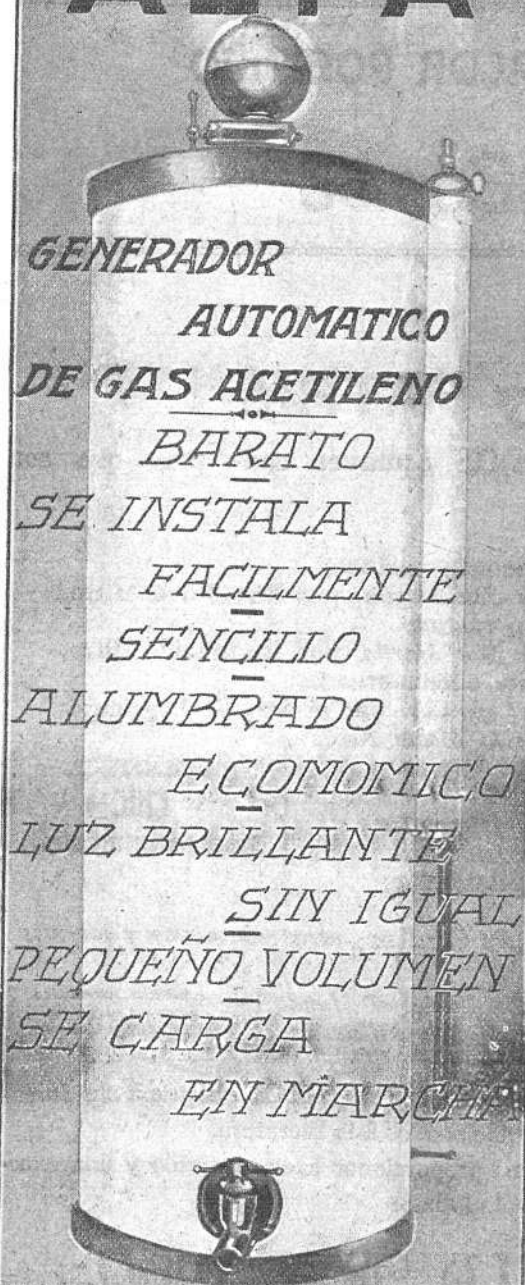 GENERADOR
AUTOMATICO
DE GAS ACETILENO
BARATO
SE INSTALA
FACILMENTE
SENCILLO
ALUMBRADO
ECOMOMICO
LUZ BRILLANTE
SIN IGUAL
PEQUEÑO VOLUMEN
SE CARGA
EN MARCHA